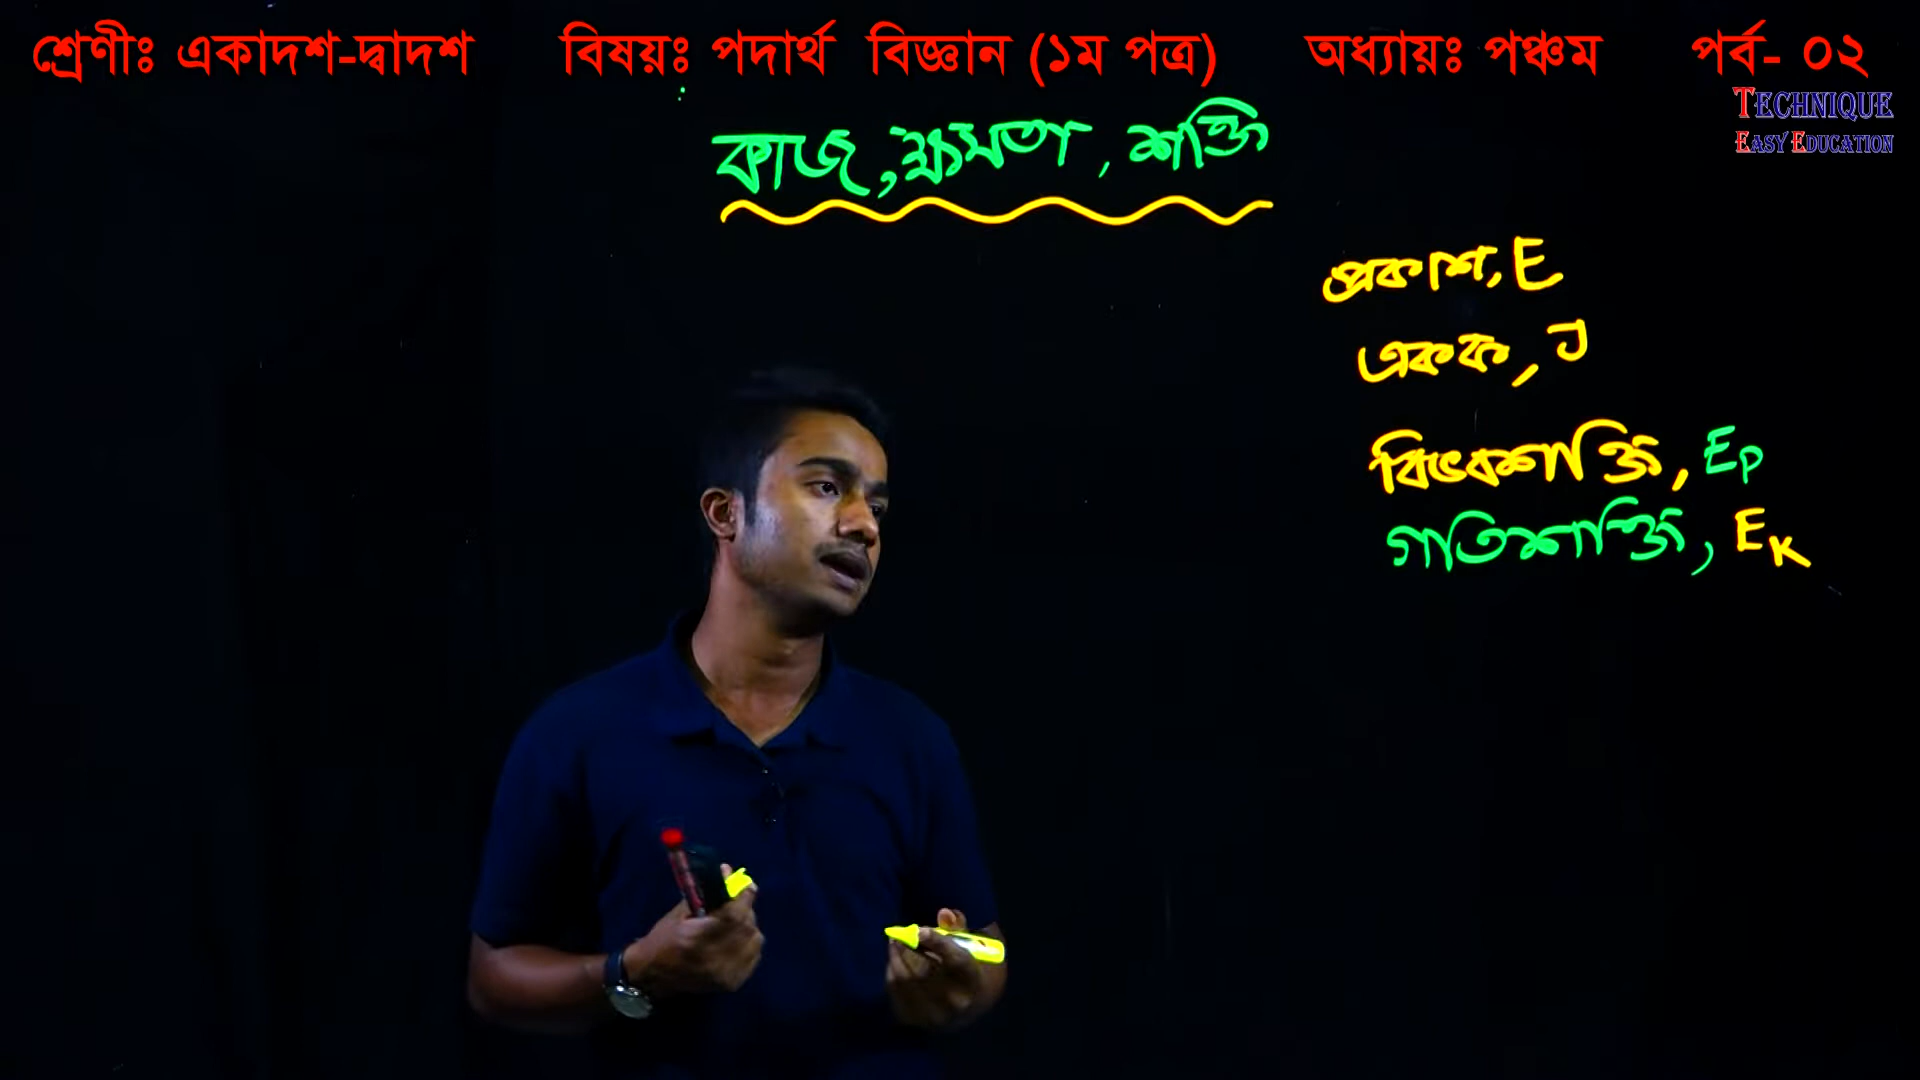 শ্রেণীঃ একাদশ-দ্বাদশ বিষয়ঃ পদার্থ বিজ্ঞান (১ম পত্র) অধ্যায়ঃ পঞ্চম পর্ব- ০২
TECHNIQUE
EASY EDUCATION
কাজ, ক্ষমতা, শক্তি
প্রকাশ, E
একক, J
বিভবশক্তি, Ep
গতিশক্তি, EK